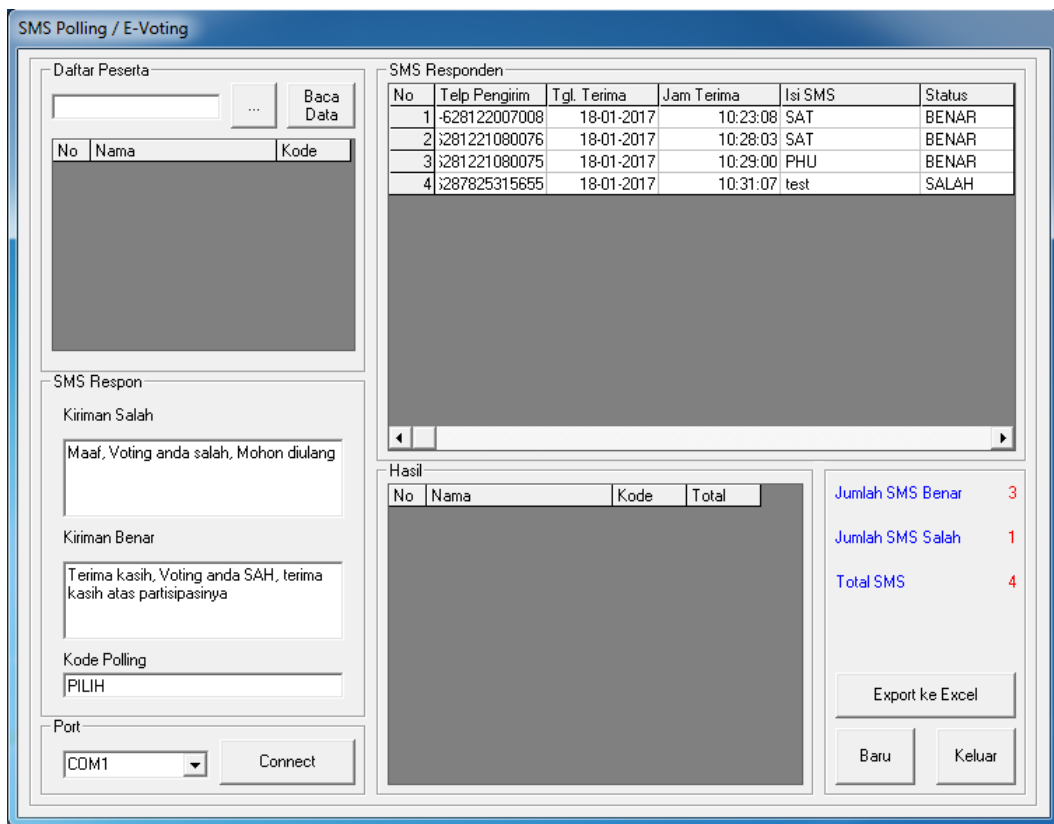 SMS Polling / E-Voting
Daftar Peserta
...
Baca
Data
No Nama Kode
SMS Respon
Kiriman Salah
Maaf, Voting anda salah, Mohon diulang
Kiriman Benar
Terima kasih, Voting anda SAH, terima
kasih atas partisipasinya
Kode Polling
PILIH
Port
COM1
Connect
SMS Responden
No Telp Pengirim Tgl. Terima Jam Terima Isi SMS Status
1 -628122007008 18-01-2017 10:23:08 SAT BENAR
2 281221080076 18-01-2017 10:28:03 SAT BENAR
3 281221080075 18-01-2017 10:29:00 PHU BENAR
4 287825315655 18-01-2017 10:31:07 test SALAH
Hasil
No Nama Kode Total
Jumlah SMS Benar 3
Jumlah SMS Salah 1
Total SMS 4
Export ke Excel
Baru
Keluar